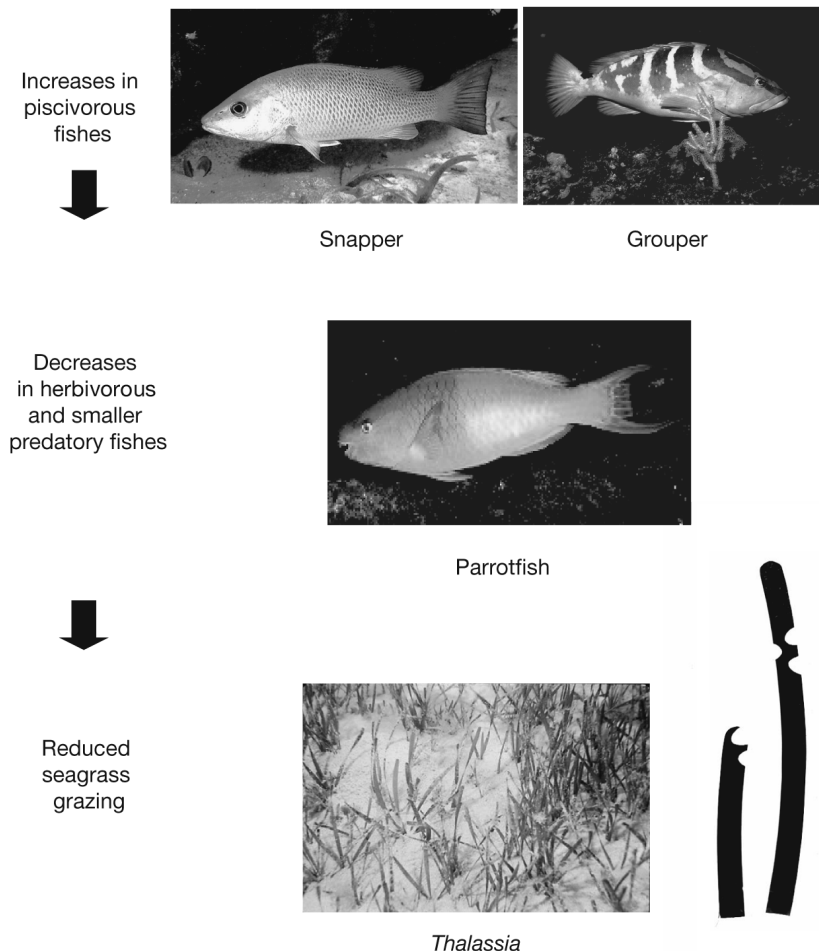 Increases in
piscivorous
fishes
Snapper
Grouper
Decreases
in herbivorous
and smaller
predatory fishes
Parrotfish
Reduced
seagrass
grazing
Thalassia